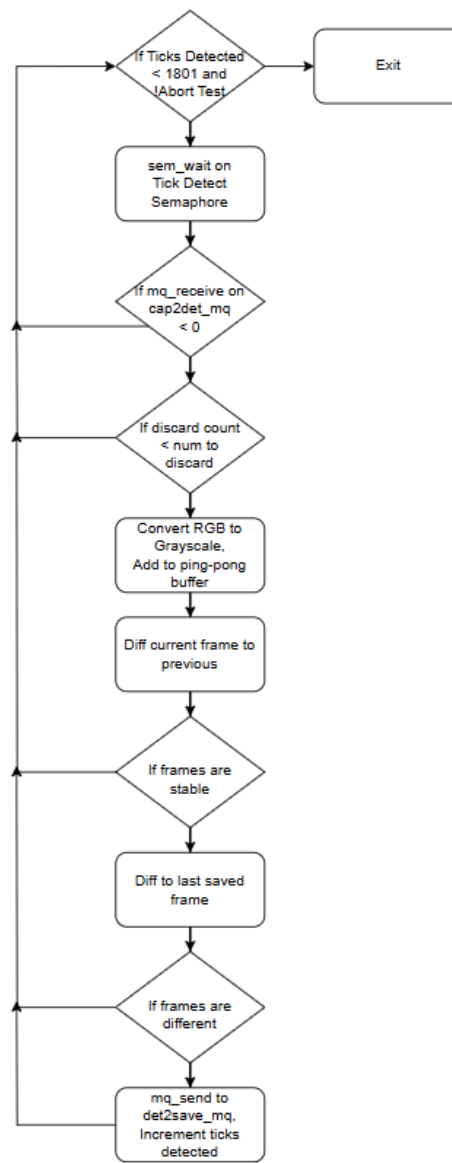 If Ticks Detected
< 1801 and
!Abort Test
Exit
sem_wait on
Tick Detect
Semaphore
If mq_receive on
cap2det_mq
< 0
If discard count
< num to
discard
Convert RGB to
Grayscale,
Add to ping-pong
buffer
Diff current frame to
previous
If frames are
stable
Diff to last saved
frame
If frames are
different
mq_send to
det2save_mq,
Increment ticks
detected